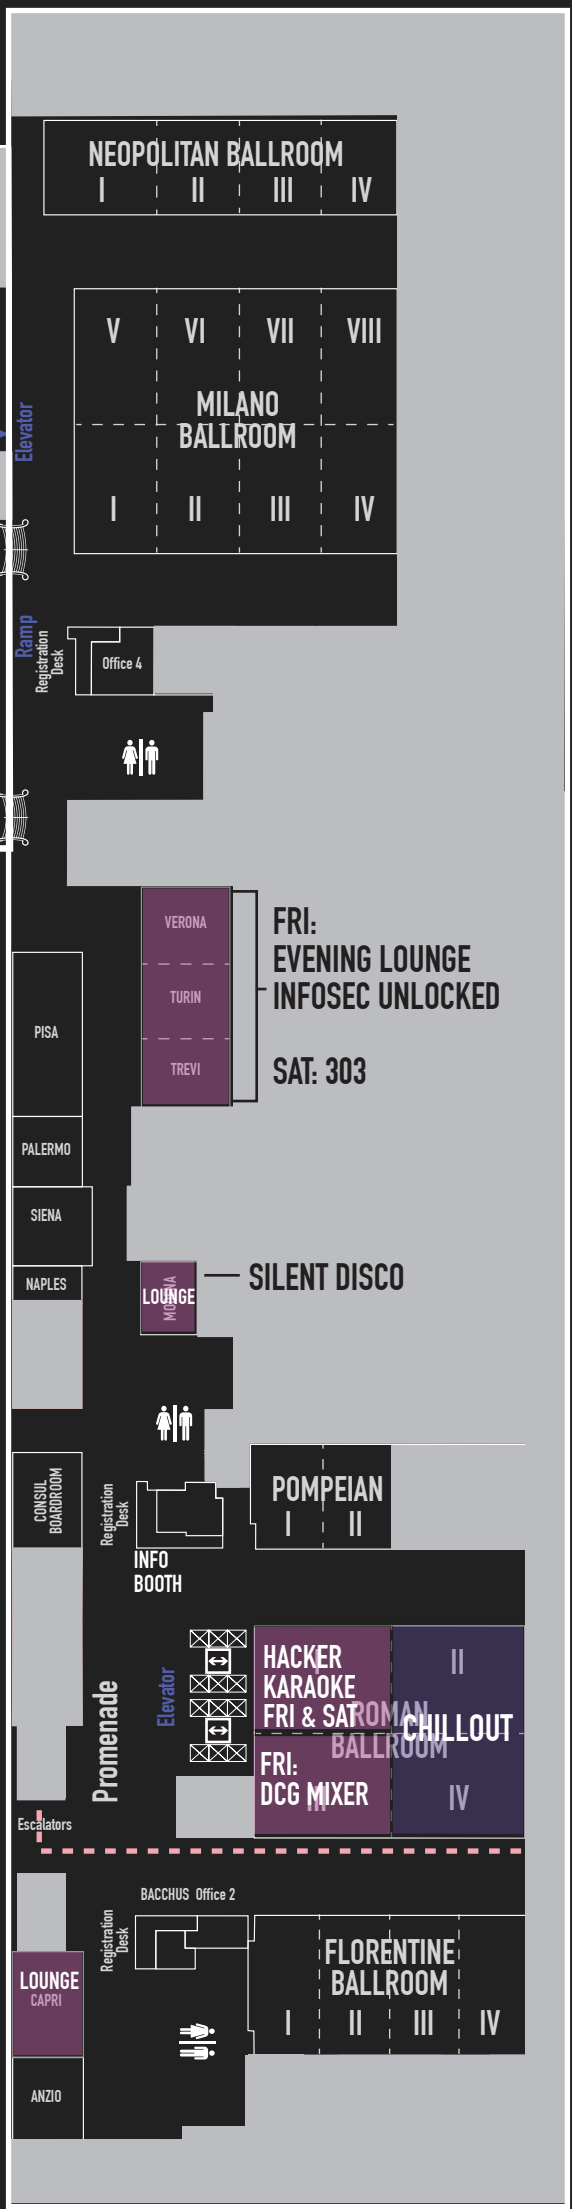 NEOPOLITAN BALLROOM
I II III IV
V VI VII VIII
MILANO
BALLROOM
I II III IV
Elevator
Ramp
Registration
Desk
Office 4
VERONA
TURIN
TREVI
FRI:
EVENING LOUNGE
INFOSEC UNLOCKED
SAT: 303
PISA
PALERMO
SIENA
NAPLES
LOUNGE
SILENT DISCO
CONSUL
BOARDROOM
Registration
Desk
INFO
BOOTH
POMPEIAN
I II
Promenade
Elevator
HACKER
KARAOKE
FRI & SAT
I
II
ROMAN
BALLROOM
CHILLOUT
FRI:
DCG MIXER
III
IV
Escalators
BACCHUS Office 2
Registration
Desk
FLORENTINE
BALLROOM
I II III IV
LOUNGE
CAPRI
ANZIO